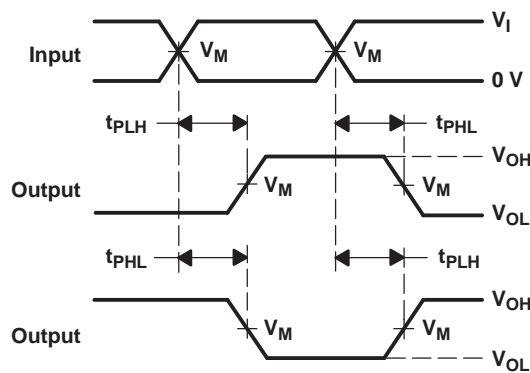 V_I
Input V_M V_M
0 V
t_PLH t_PHL
V_OH
Output V_M V_M
V_OL
t_PHL t_PLH
V_OH
Output V_M V_M
V_OL